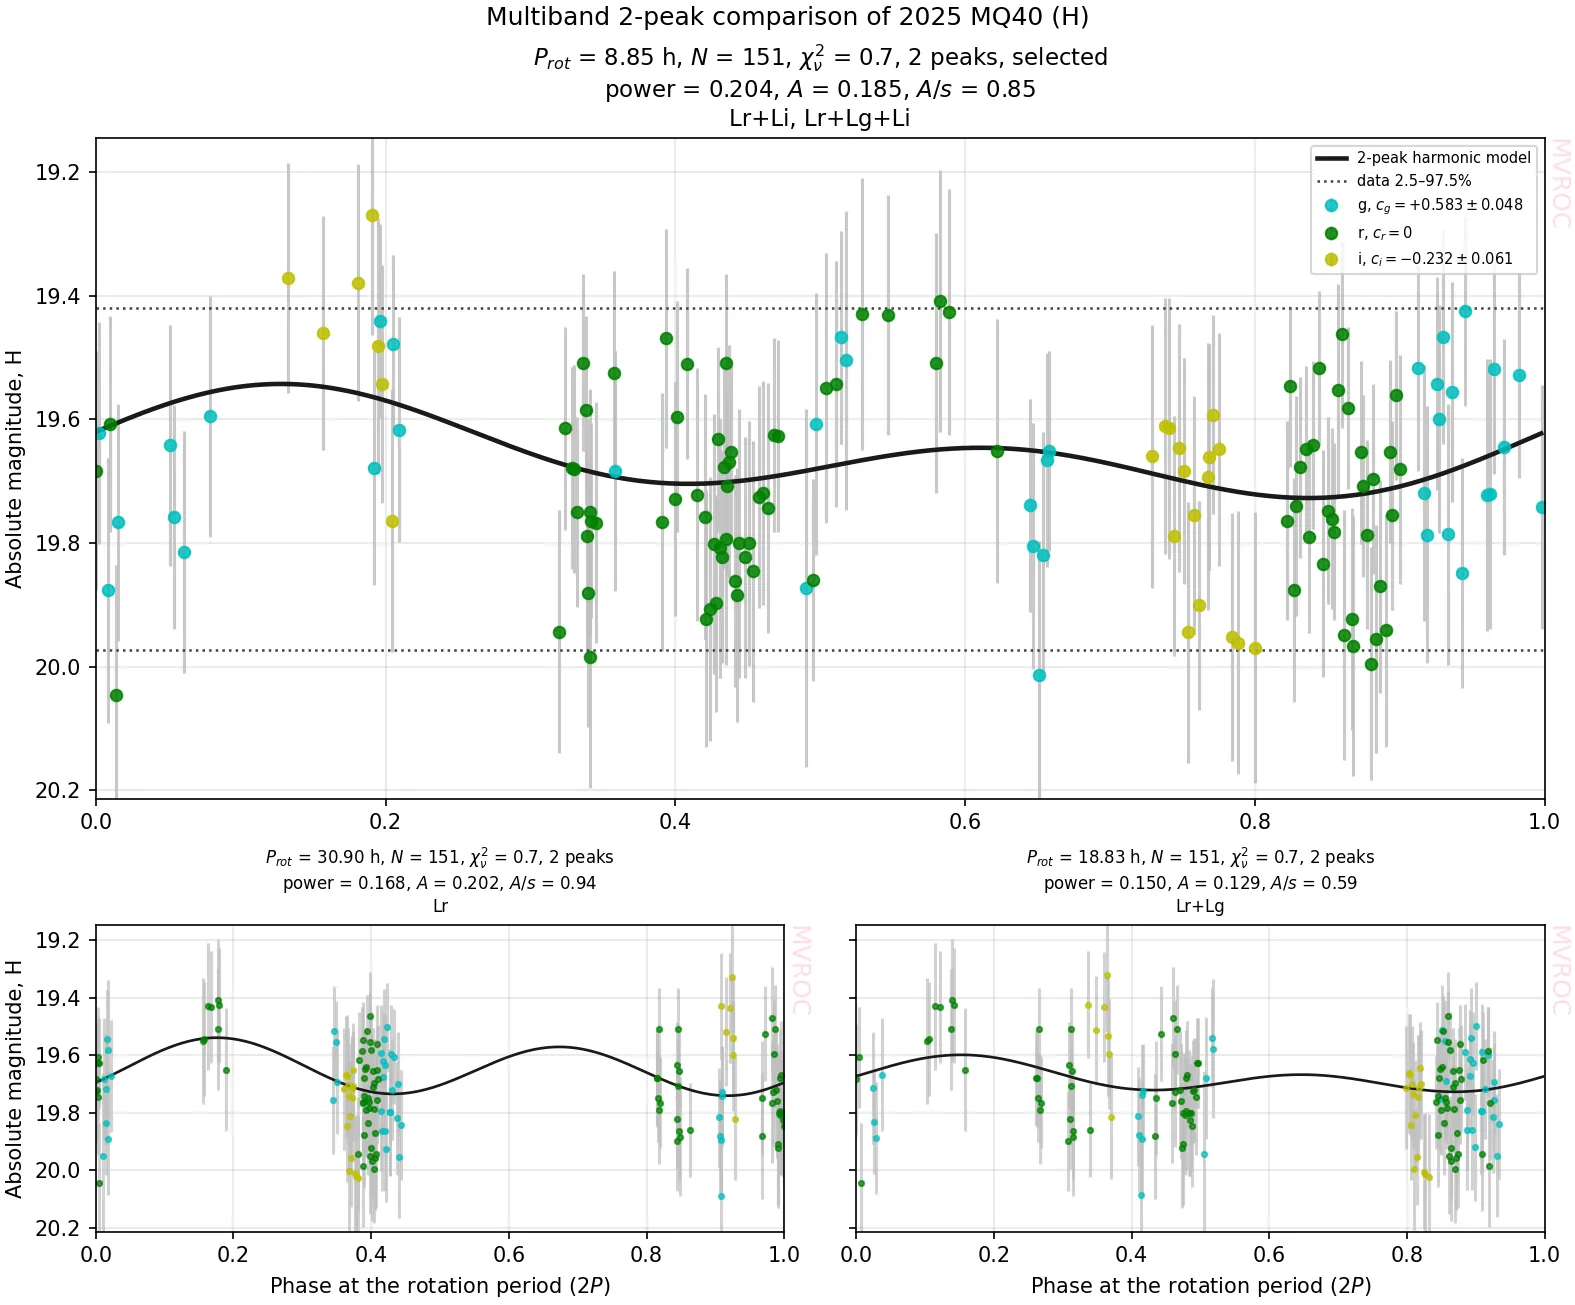 Multiband 2-peak comparison of 2025 MQ40 (H)
P_rot = 8.85 h, N = 151, χ²_ν = 0.7, 2 peaks, selected
power = 0.204, A = 0.185, A/s = 0.85
Lr+Li, Lr+Lg+Li
2-peak harmonic model
data 2.5–97.5%
g, c_g = +0.583 ± 0.048
r, c_r = 0
i, c_i = −0.232 ± 0.061
MVROC
Absolute magnitude, H
19.2
19.4
19.6
19.8
20.0
20.2
0.0 0.2 0.4 0.6 0.8 1.0
P_rot = 30.90 h, N = 151, χ²_ν = 0.7, 2 peaks
power = 0.168, A = 0.202, A/s = 0.94
Lr
MVROC
Absolute magnitude, H
19.2
19.4
19.6
19.8
20.0
20.2
0.0 0.2 0.4 0.6 0.8 1.0
Phase at the rotation period (2P)
P_rot = 18.83 h, N = 151, χ²_ν = 0.7, 2 peaks
power = 0.150, A = 0.129, A/s = 0.59
Lr+Lg
MVROC
0.0 0.2 0.4 0.6 0.8 1.0
Phase at the rotation period (2P)